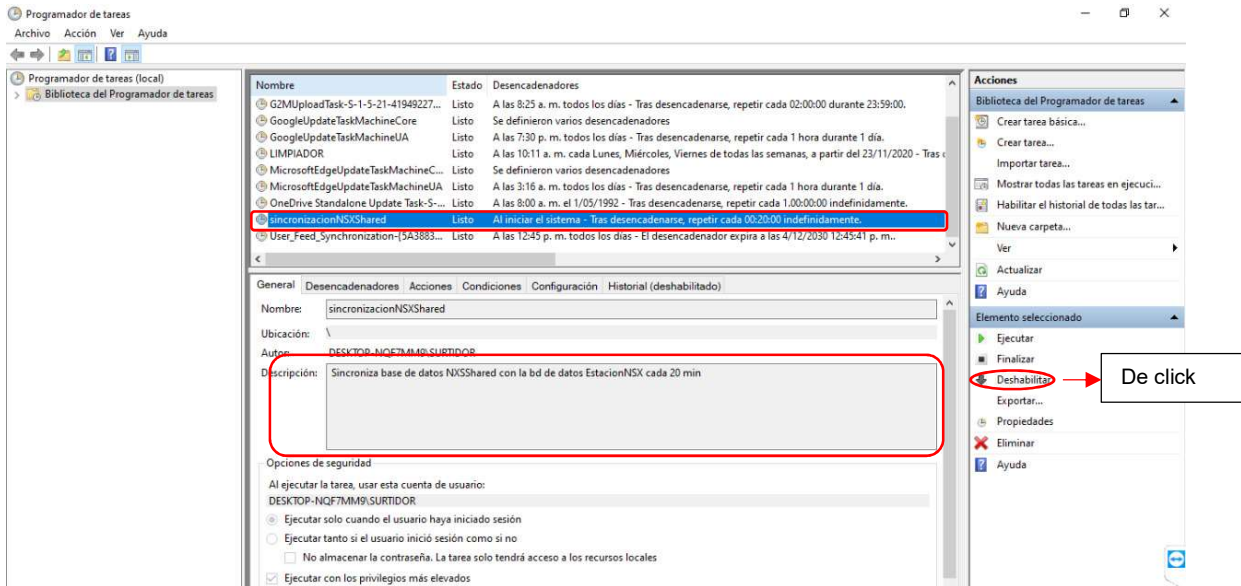 Programador de tareas
Archivo Acción Ver Ayuda
Programador de tareas (local)
Biblioteca del Programador de tareas
Nombre Estado Desencadenadores
G2MUploadTask-S-1-5-21-41949227... Listo A las 8:25 a. m. todos los días - Tras desencadenarse, repetir cada 02:00:00 durante 23:59:00.
GoogleUpdateTaskMachineCore Listo Se definieron varios desencadenadores
GoogleUpdateTaskMachineUA Listo A las 7:30 p. m. todos los días - Tras desencadenarse, repetir cada 1 hora durante 1 día.
LIMPIADOR Listo A las 10:11 a. m. cada Lunes, Miércoles, Viernes de todas las semanas, a partir del 23/11/2020 - Tras
MicrosoftEdgeUpdateTaskMachineC... Listo Se definieron varios desencadenadores
MicrosoftEdgeUpdateTaskMachineUA Listo A las 3:16 a. m. todos los días - Tras desencadenarse, repetir cada 1 hora durante 1 día.
OneDrive Standalone Update Task-S-... Listo A las 8:00 a. m. el 1/05/1992 - Tras desencadenarse, repetir cada 1.00:00:00 indefinidamente.
sincronizacionNSXShared Listo Al iniciar el sistema - Tras desencadenarse, repetir cada 00:20:00 indefinidamente.
User_Feed_Synchronization-{5A3883... Listo A las 12:45 p. m. todos los días - El desencadenador expira a las 4/12/2030 12:45:41 p. m..
General Desencadenadores Acciones Condiciones Configuración Historial (deshabilitado)
Nombre: sincronizacionNSXShared
Ubicación: \
Autor: DESKTOP-NQF7MM9\SURTIDOR
Descripción: Sincroniza base de datos NXSShared con la bd de datos EstacionNSX cada 20 min
Opciones de seguridad
Al ejecutar la tarea, usar esta cuenta de usuario:
DESKTOP-NQF7MM9\SURTIDOR
Ejecutar solo cuando el usuario haya iniciado sesión
Ejecutar tanto si el usuario inició sesión como si no
No almacenar la contraseña. La tarea solo tendrá acceso a los recursos locales
Ejecutar con los privilegios más elevados
Acciones
Biblioteca del Programador de tareas
Crear tarea básica...
Crear tarea...
Importar tarea...
Mostrar todas las tareas en ejecuci...
Habilitar el historial de todas las tar...
Nueva carpeta...
Ver
Actualizar
Ayuda
Elemento seleccionado
Ejecutar
Finalizar
Deshabilitar
De click
Exportar...
Propiedades
Eliminar
Ayuda